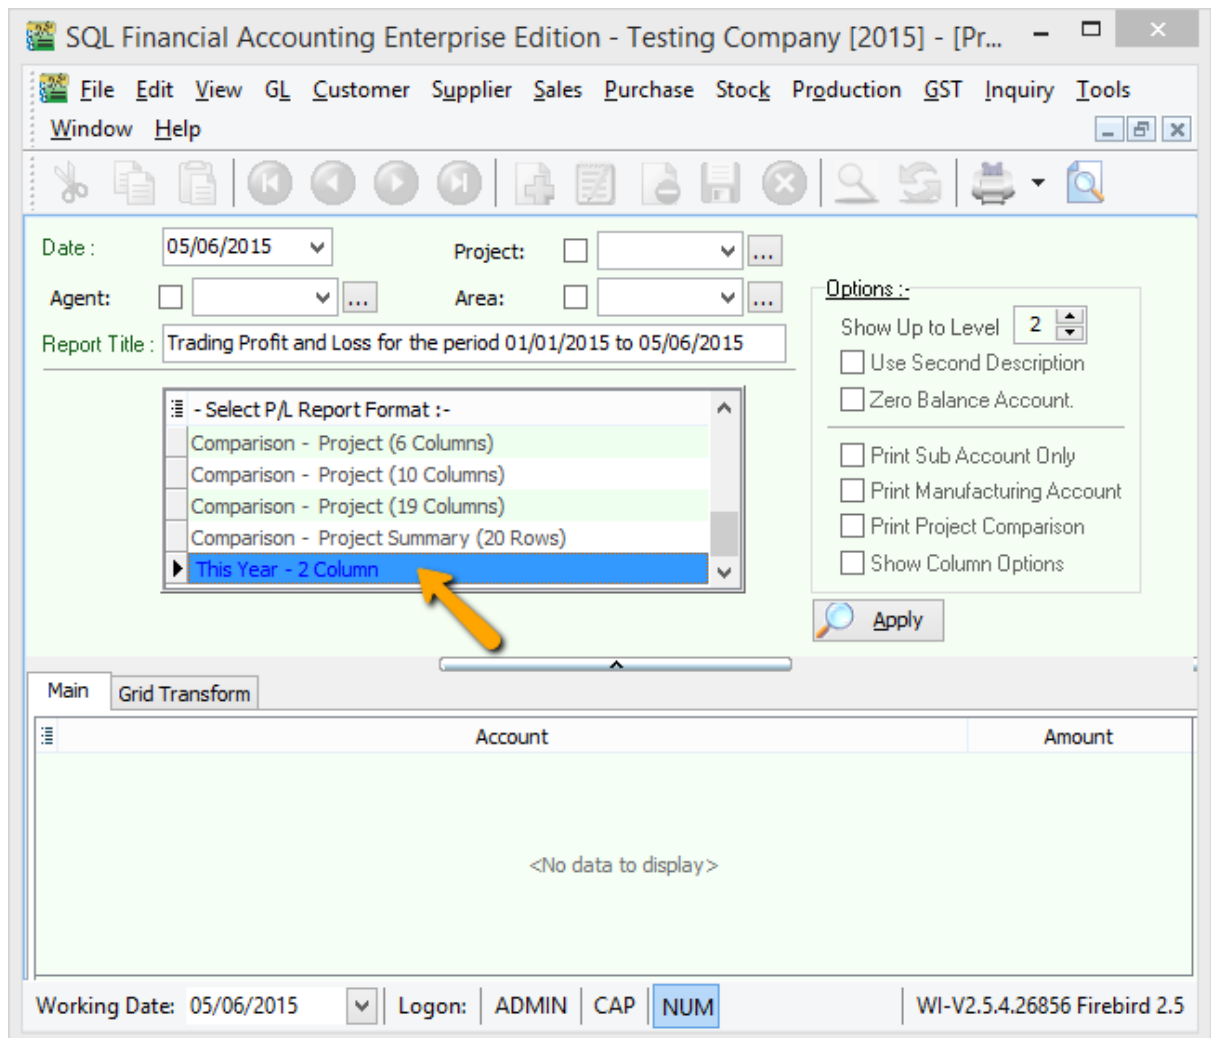 SQL Financial Accounting Enterprise Edition - Testing Company [2015] - [Pr...
File Edit View GL Customer Supplier Sales Purchase Stock Production GST Inquiry Tools
Window Help
Date : 05/06/2015 Project: ...
Agent: ... Area: ...
Report Title : Trading Profit and Loss for the period 01/01/2015 to 05/06/2015
Options :-
Show Up to Level 2
Use Second Description
Zero Balance Account.
Print Sub Account Only
Print Manufacturing Account
Print Project Comparison
Show Column Options
- Select P/L Report Format :-
Comparison - Project (6 Columns)
Comparison - Project (10 Columns)
Comparison - Project (19 Columns)
Comparison - Project Summary (20 Rows)
This Year - 2 Column
Apply
Main Grid Transform
Account Amount
<No data to display>
Working Date: 05/06/2015 Logon: ADMIN CAP NUM WI-V2.5.4.26856 Firebird 2.5